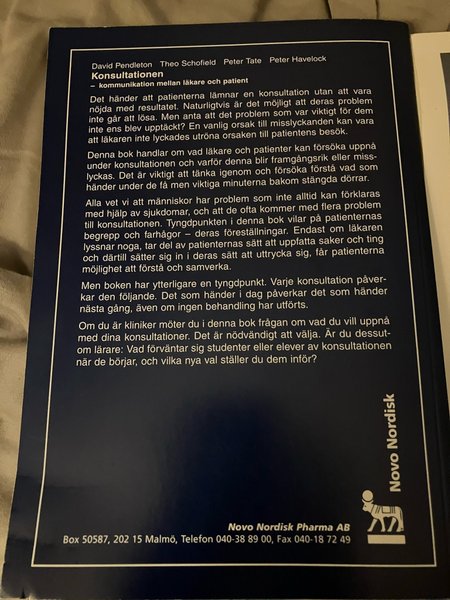 David Pendleton Theo Schofield Peter Tate Peter Havelock
Konsultationen
– kommunikation mellan läkare och patient
Det händer att patienterna lämnar en konsultation utan att vara
nöjda med resultatet. Naturligtvis är det möjligt att deras problem
inte går att lösa. Men anta att det problem som var viktigt för dem
inte ens blev upptäckt? En vanlig orsak till misslyckanden kan vara
att läkaren inte lyckades utröna orsaken till patientens besök.
Denna bok handlar om vad läkare och patienter kan försöka uppnå
under konsultationen och varför denna blir framgångsrik eller miss-
lyckas. Det är viktigt att tänka igenom och försöka förstå vad som
händer under de få men viktiga minuterna bakom stängda dörrar.
Alla vet vi att människor har problem som inte alltid kan förklaras
med hjälp av sjukdomar, och att de ofta kommer med flera problem
till konsultationen. Tyngdpunkten i denna bok vilar på patienternas
begrepp och farhågor – deras föreställningar. Endast om läkaren
lyssnar noga, tar del av patienternas sätt att uppfatta saker och ting
och därtill sätter sig in i deras sätt att uttrycka sig, får patienterna
möjlighet att förstå och samverka.
Men boken har ytterligare en tyngdpunkt. Varje konsultation påver-
kar den följande. Det som händer i dag påverkar det som händer
nästa gång, även om ingen behandling har utförts.
Om du är kliniker möter du i denna bok frågan om vad du vill uppnå
med dina konsultationer. Det är nödvändigt att välja. Är du dessut-
om lärare: Vad förväntar sig studenter eller elever av konsultationen
när de börjar, och vilka nya val ställer du dem inför?
Novo Nordisk
Novo Nordisk Pharma AB
Box 50587, 202 15 Malmö, Telefon 040-38 89 00, Fax 040-18 72 49